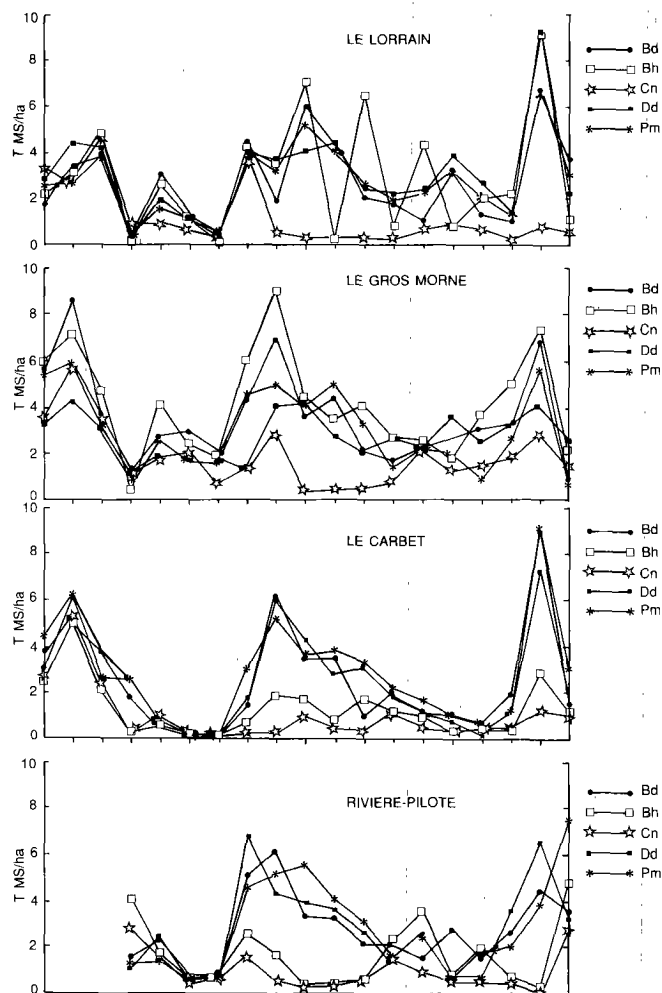 LE LORRAIN
T MS/ha
10
8
6
4
2
0
Bd
Bh
Cn
Dd
Pm
LE GROS MORNE
T MS/ha
10
8
6
4
2
0
Bd
Bh
Cn
Dd
Pm
LE CARBET
T MS/ha
10
8
6
4
2
0
Bd
Bh
Cn
Dd
Pm
RIVIERE-PILOTE
T MS/ha
10
8
6
4
2
0
Bd
Bh
Cn
Dd
Pm